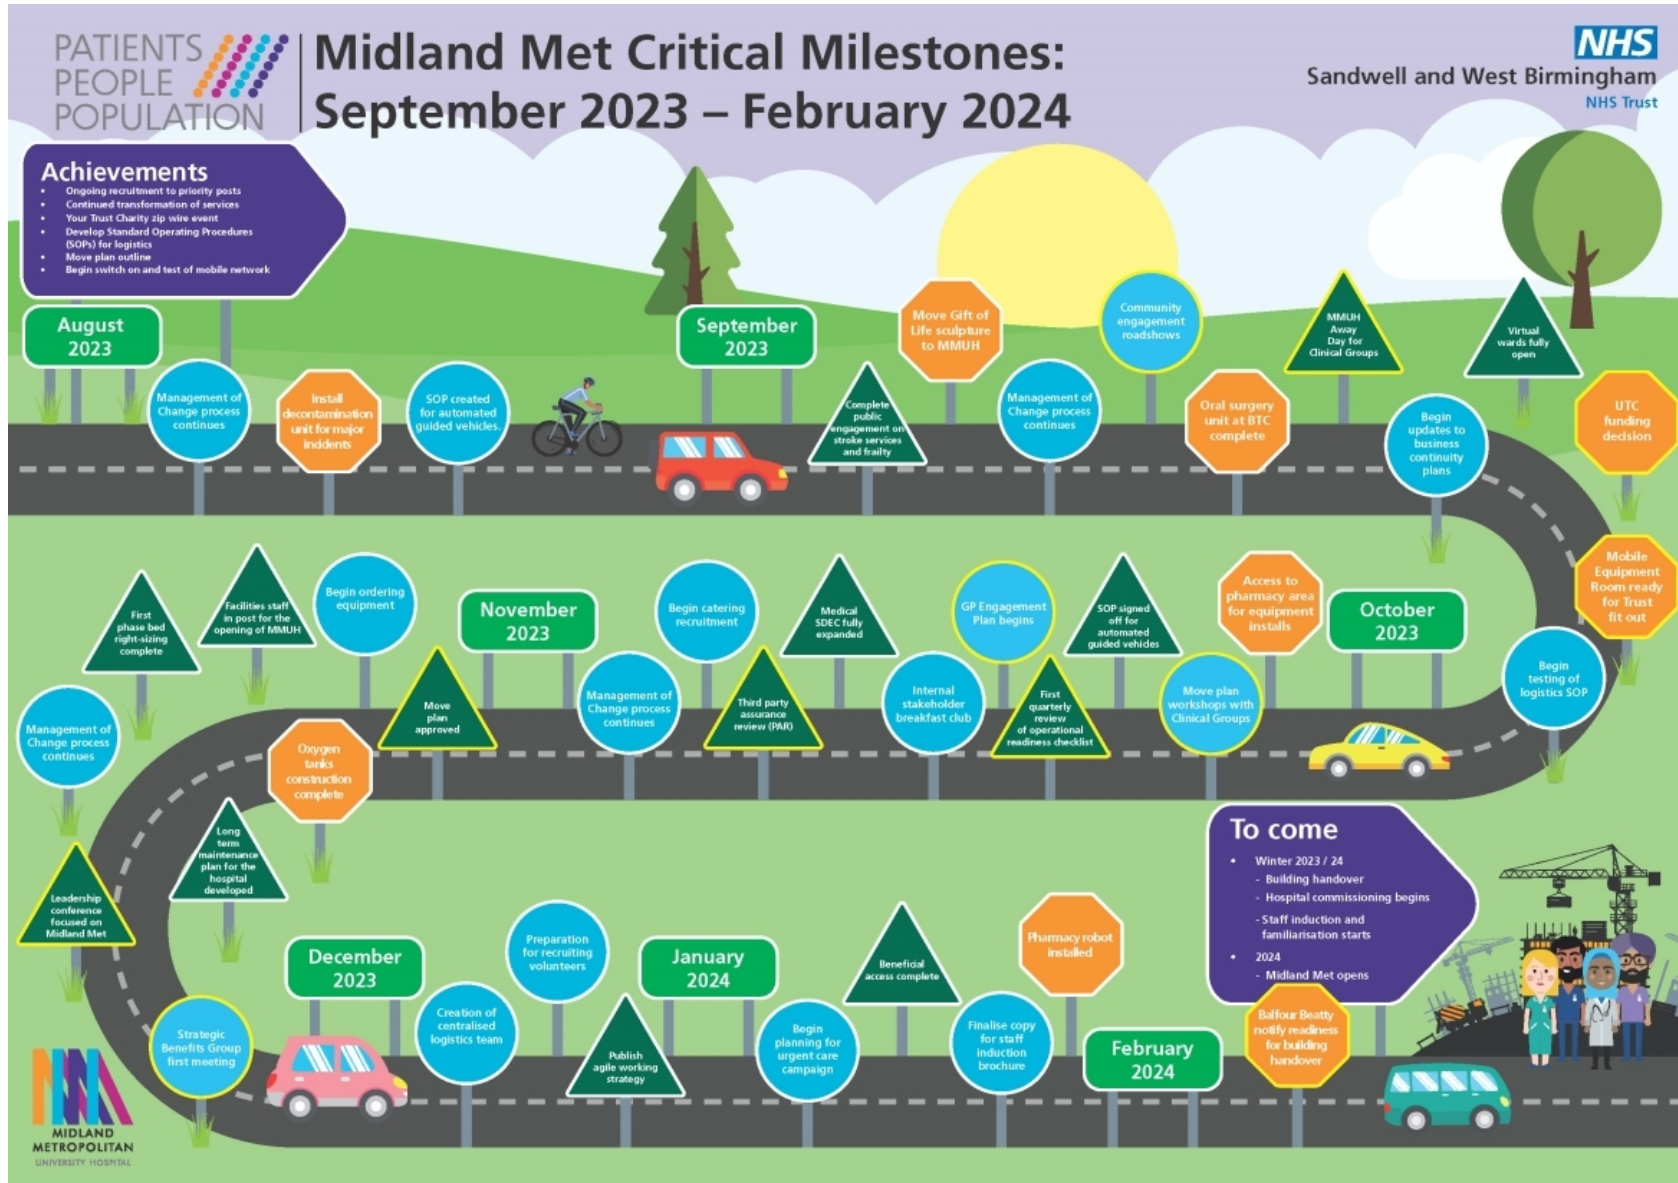 PATIENTS
PEOPLE
POPULATION
Midland Met Critical Milestones:
September 2023 – February 2024
NHS
Sandwell and West Birmingham
NHS Trust
Achievements
• Ongoing recruitment to priority posts
• Continued transformation of services
• Your Trust Charity zip wire event
• Develop Standard Operating Procedures
(SOPs) for logistics
• Move plan outline
• Begin switch on and test of mobile network
August
2023
Management of
Change process
continues
Install
decontamination
unit for major
incidents
SOP created
for automated
guided vehicles.
September
2023
Complete
public
engagement on
stroke services
and frailty
Move Gift of
Life sculpture
to MMUH
Management of
Change process
continues
Community
engagement
roadshows
Oral surgery
unit at BTC
complete
MMUH
Away
Day for
Clinical Groups
Begin
updates to
business
continuity
plans
Virtual
wards fully
open
UTC
funding
decision
Mobile
Equipment
Room ready
for Trust
fit out
Begin
testing of
logistics SOP
October
2023
Access to
pharmacy area
for equipment
installs
Move plan
workshops with
Clinical Groups
SOP signed
off for
automated
guided vehicles
First
quarterly
review
of operational
readiness checklist
GP Engagement
Plan begins
Internal
stakeholder
breakfast club
Medical
SDEC fully
expanded
Third party
assurance
review (PAR)
Begin catering
recruitment
Management of
Change process
continues
November
2023
Move
plan
approved
Begin ordering
equipment
Oxygen
tanks
construction
complete
Facilities staff
in post for the
opening of MMUH
First
phase bed
right-sizing
complete
Management of
Change process
continues
Long
term
maintenance
plan for the
hospital
developed
Leadership
conference
focused on
Midland Met
Strategic
Benefits Group
first meeting
December
2023
Creation of
centralised
logistics team
Preparation
for recruiting
volunteers
Publish
agile working
strategy
January
2024
Begin
planning for
urgent care
campaign
Beneficial
access complete
Finalise copy
for staff
induction
brochure
Pharmacy robot
installed
February
2024
Balfour Beatty
notify readiness
for building
handover
To come
• Winter 2023 / 24
- Building handover
- Hospital commissioning begins
- Staff induction and
familiarisation starts
• 2024
- Midland Met opens
MIDLAND
METROPOLITAN
UNIVERSITY HOSPITAL